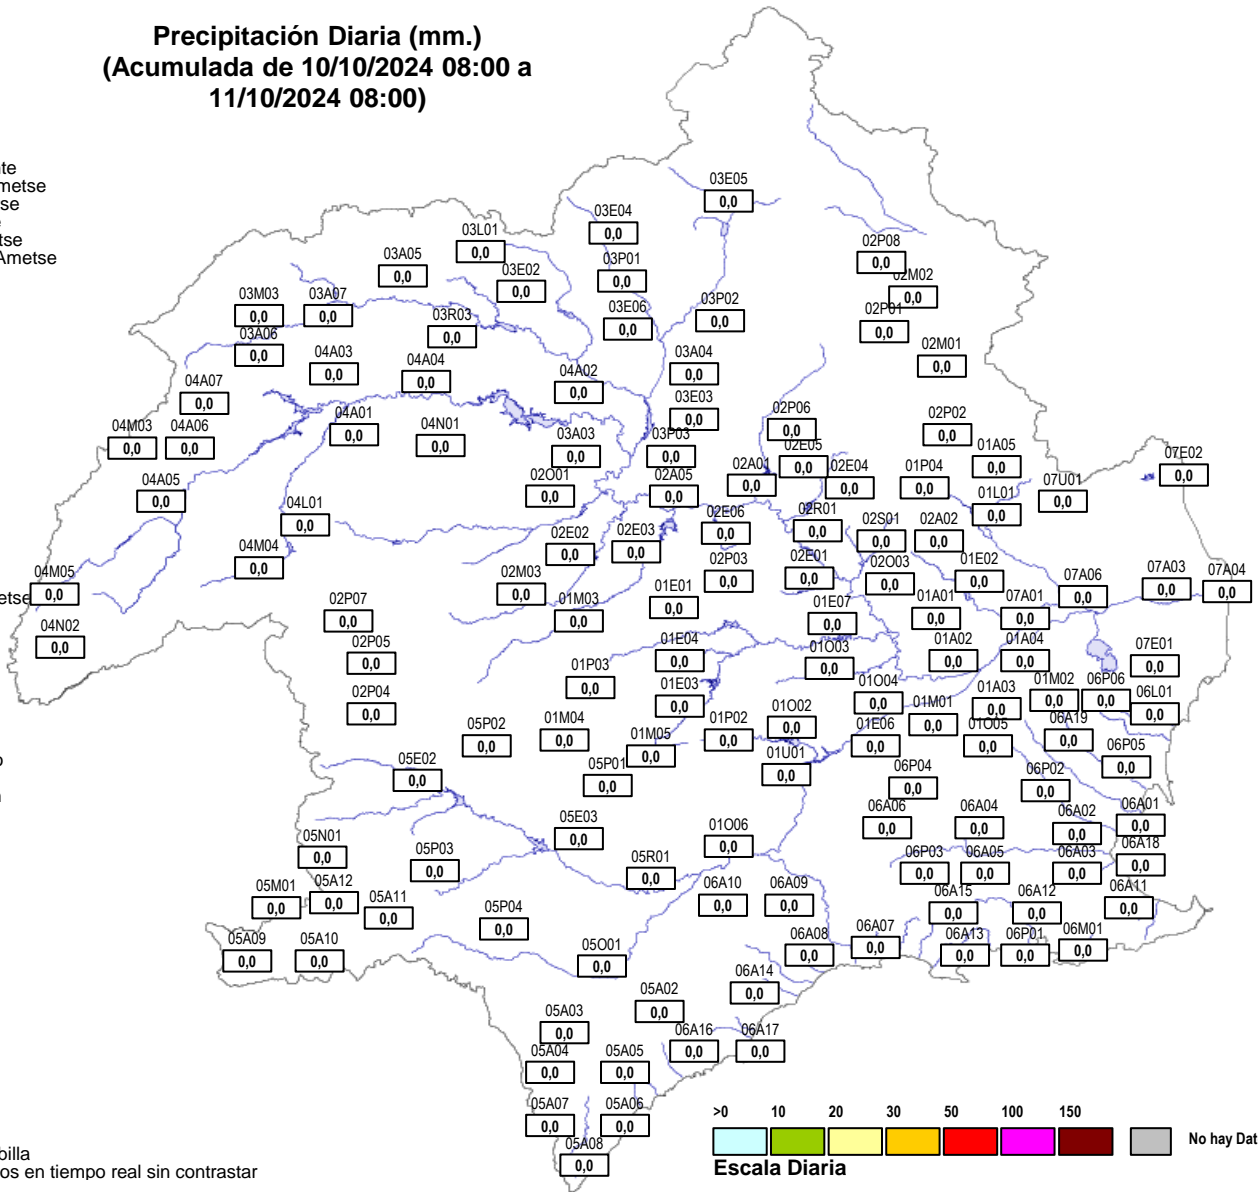 Precipitación Diaria (mm.)
(Acumulada de 10/10/2024 08:00 a
11/10/2024 08:00)
03E05
0,0
03E04
0,0
03L01
0,0
02P08
0,0
03A05
0,0
03P01
0,0
03E02
0,0
02M02
0,0
03M03
0,0
03A07
0,0
03P02
0,0
03E06
0,0
02P01
0,0
03R03
0,0
03A06
0,0
04A03
0,0
04A04
0,0
03A04
0,0
02M01
0,0
04A02
0,0
04A07
0,0
03E03
0,0
04A01
0,0
02P06
0,0
02P02
0,0
04M03
0,0
04A06
0,0
04N01
0,0
03A03
0,0
03P03
0,0
02E05
0,0
01A05
0,0
07E02
0,0
02O01
0,0
02A05
0,0
02A01
0,0
02E04
0,0
01P04
0,0
07U01
0,0
04A05
0,0
01L01
0,0
04L01
0,0
02E06
0,0
02R01
0,0
02S01
0,0
02A02
0,0
02E02
0,0
02E03
0,0
04M04
0,0
02P03
0,0
02E01
0,0
02O03
0,0
01E02
0,0
04M05
0,0
02M03
0,0
07A06
0,0
07A03
0,0
07A04
0,0
01E01
0,0
01M03
0,0
02P07
0,0
01E07
0,0
01A01
0,0
07A01
0,0
04N02
0,0
02P05
0,0
01E04
0,0
01O03
0,0
01A02
0,0
01A04
0,0
07E01
0,0
01P03
0,0
01E03
0,0
01O04
0,0
01A03
0,0
01M02
0,0
06P06
0,0
06L01
0,0
02P04
0,0
01O02
0,0
01M01
0,0
05P02
0,0
01M04
0,0
01P02
0,0
01E06
0,0
01O05
0,0
06A19
0,0
01M05
0,0
01U01
0,0
06P05
0,0
05E02
0,0
05P01
0,0
06P04
0,0
06P02
0,0
05E03
0,0
01O06
0,0
06A06
0,0
06A04
0,0
06A02
0,0
06A01
0,0
05N01
0,0
05P03
0,0
05R01
0,0
06P03
0,0
06A05
0,0
06A03
0,0
06A18
0,0
05M01
0,0
05A12
0,0
05A11
0,0
06A10
0,0
06A09
0,0
06A15
0,0
06A12
0,0
06A11
0,0
05P04
0,0
05A09
0,0
05A10
0,0
05O01
0,0
06A08
0,0
06A07
0,0
06A13
0,0
06P01
0,0
06M01
0,0
06A14
0,0
05A02
0,0
05A03
0,0
06A16
0,0
06A17
0,0
05A04
0,0
05A05
0,0
05A07
0,0
05A06
0,0
05A08
0,0
>0 10 20 30 50 100 150
No hay Dat
Escala Diaria
os en tiempo real sin contrastar